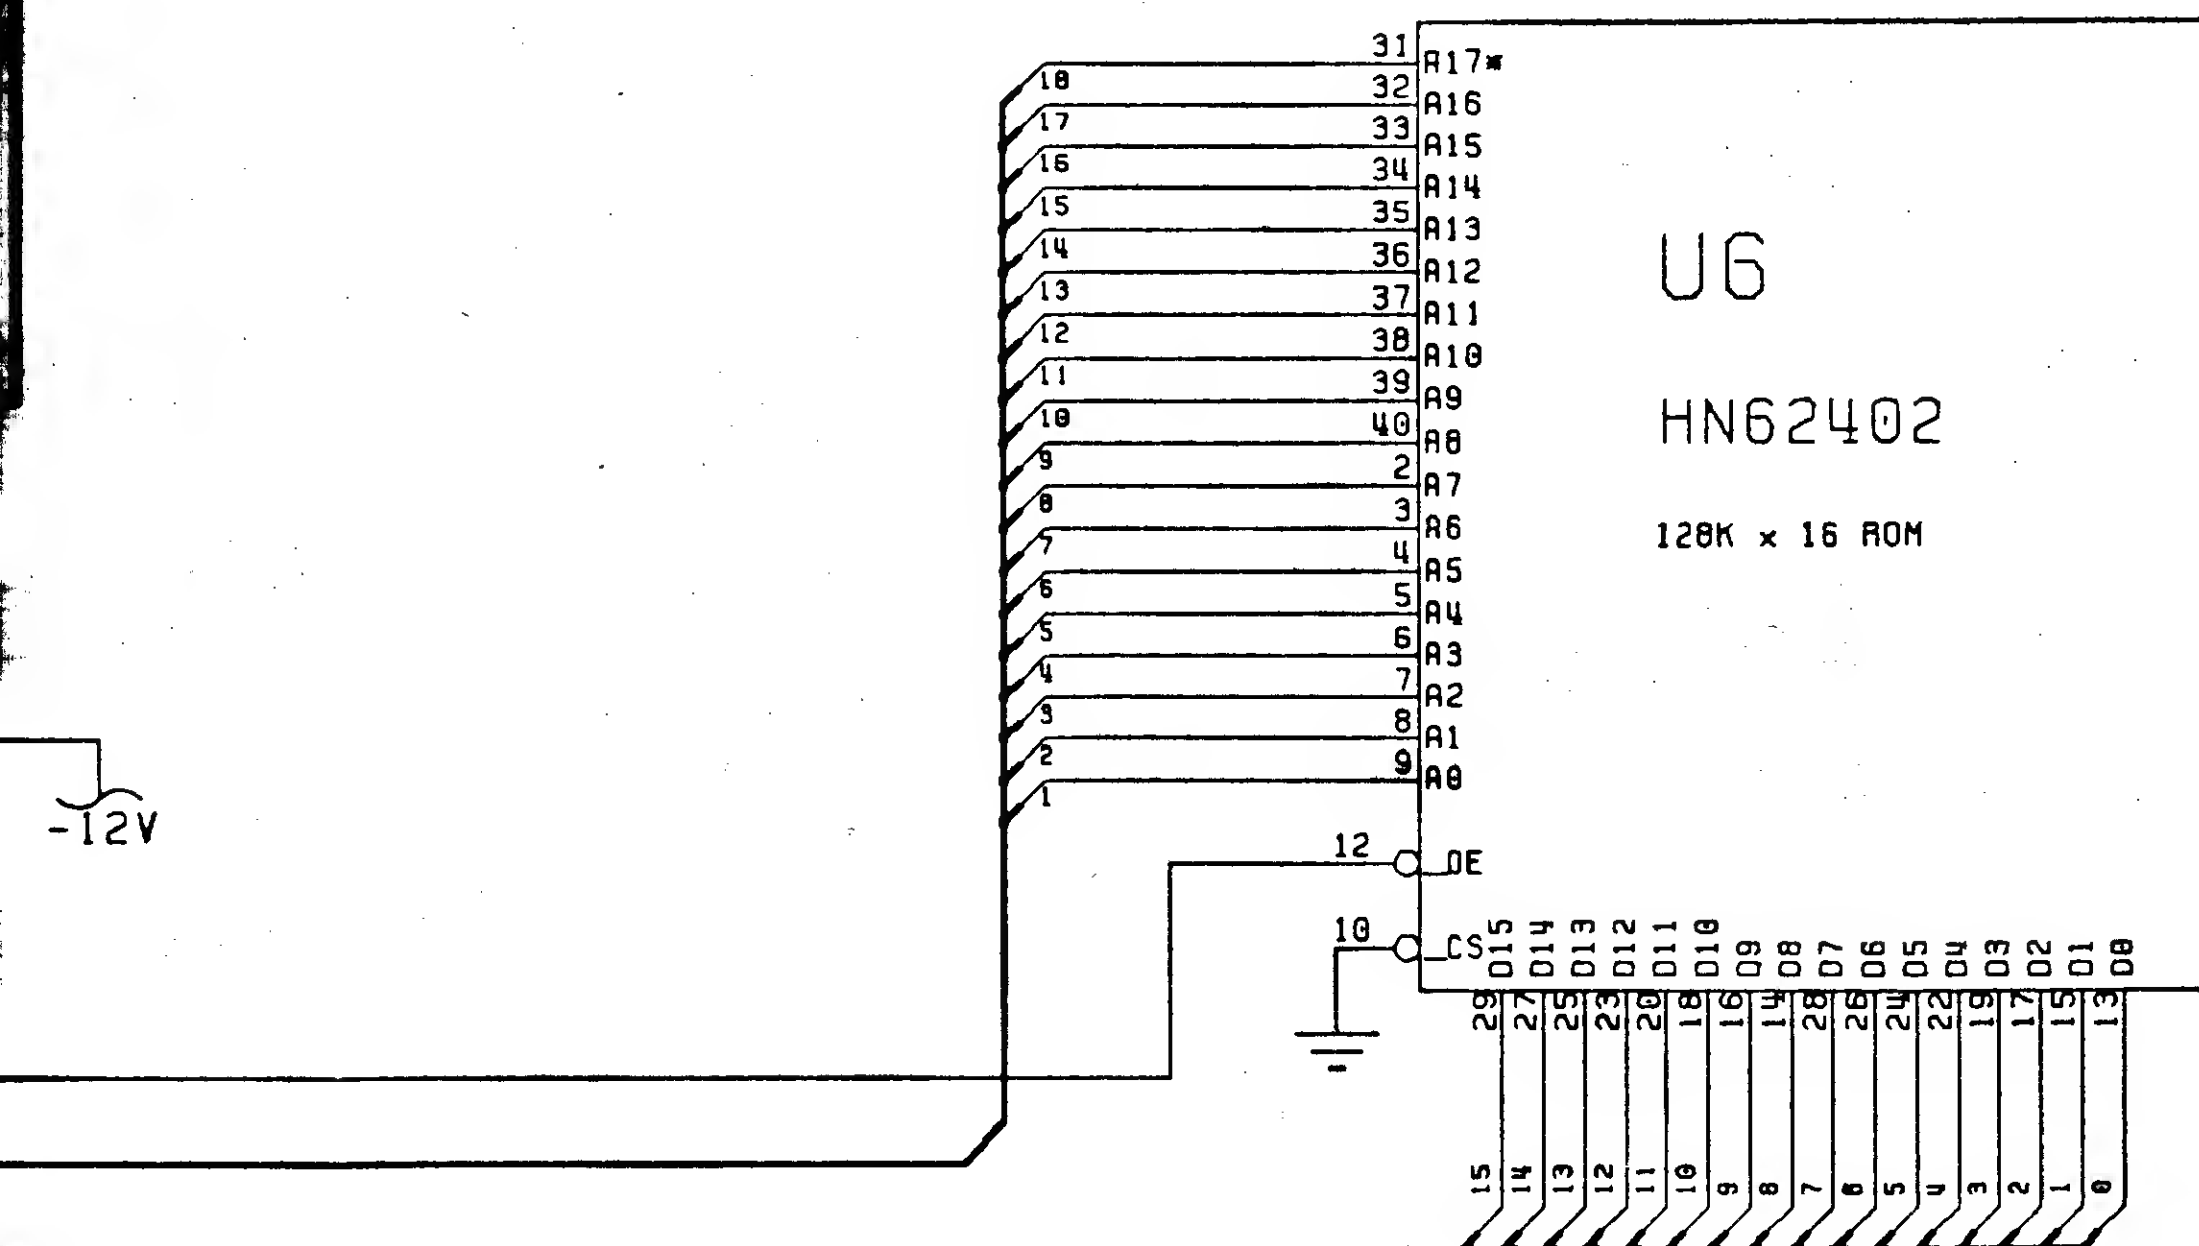 31 A17*
18
32 A16
17
33 A15
16
34 A14
15
35 A13
14
36 A12
13
37 A11
12
38 A10
11
39 A9
10
40 A8
9
2 A7
8
3 A6
7
4 A5
6
5 A4
5
6 A3
4
7 A2
3
8 A1
2
9 A0
1
U6
HN62402
128K x 16 ROM
-12V
12 _OE
10 _CS
D15 D14 D13 D12 D11 D10 D9 D8 D7 D6 D5 D4 D3 D2 D1 D0
29 27 25 23 20 18 16 14 28 26 24 22 19 17 15 13
15 14 13 12 11 10 9 8 7 6 5 4 3 2 1 0